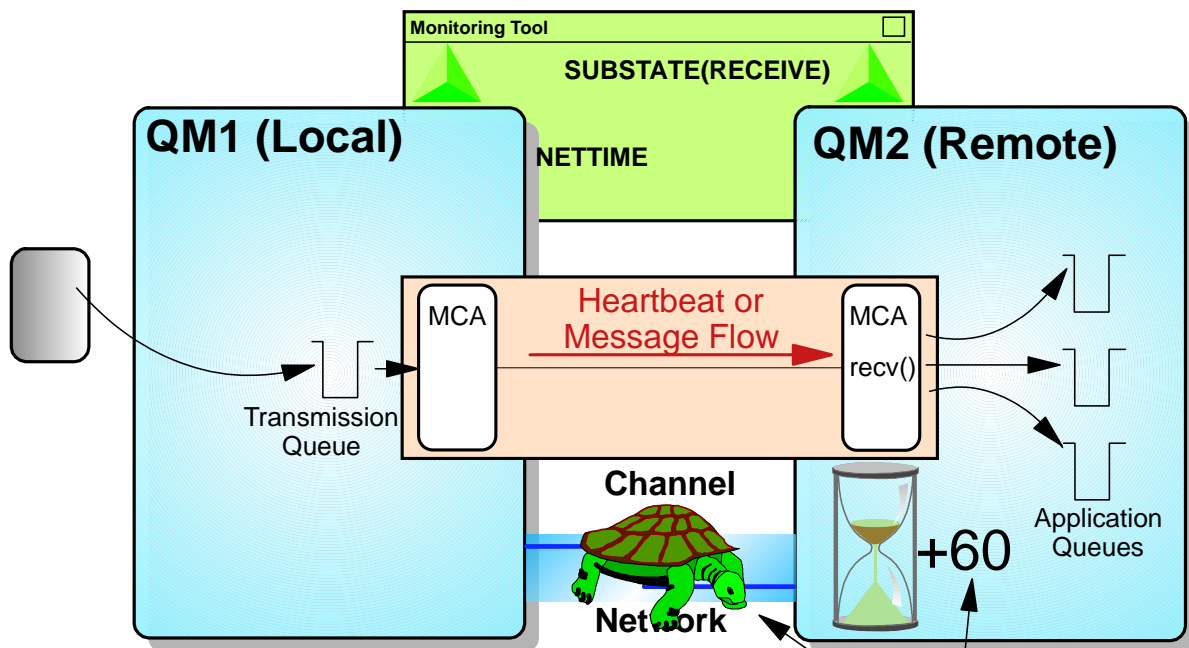 Monitoring Tool
SUBSTATE(RECEIVE)
QM1 (Local)
NETTIME
QM2 (Remote)
MCA
Heartbeat or
Message Flow
MCA
recv()
Transmission
Queue
Channel
Application
Queues
+60
Network